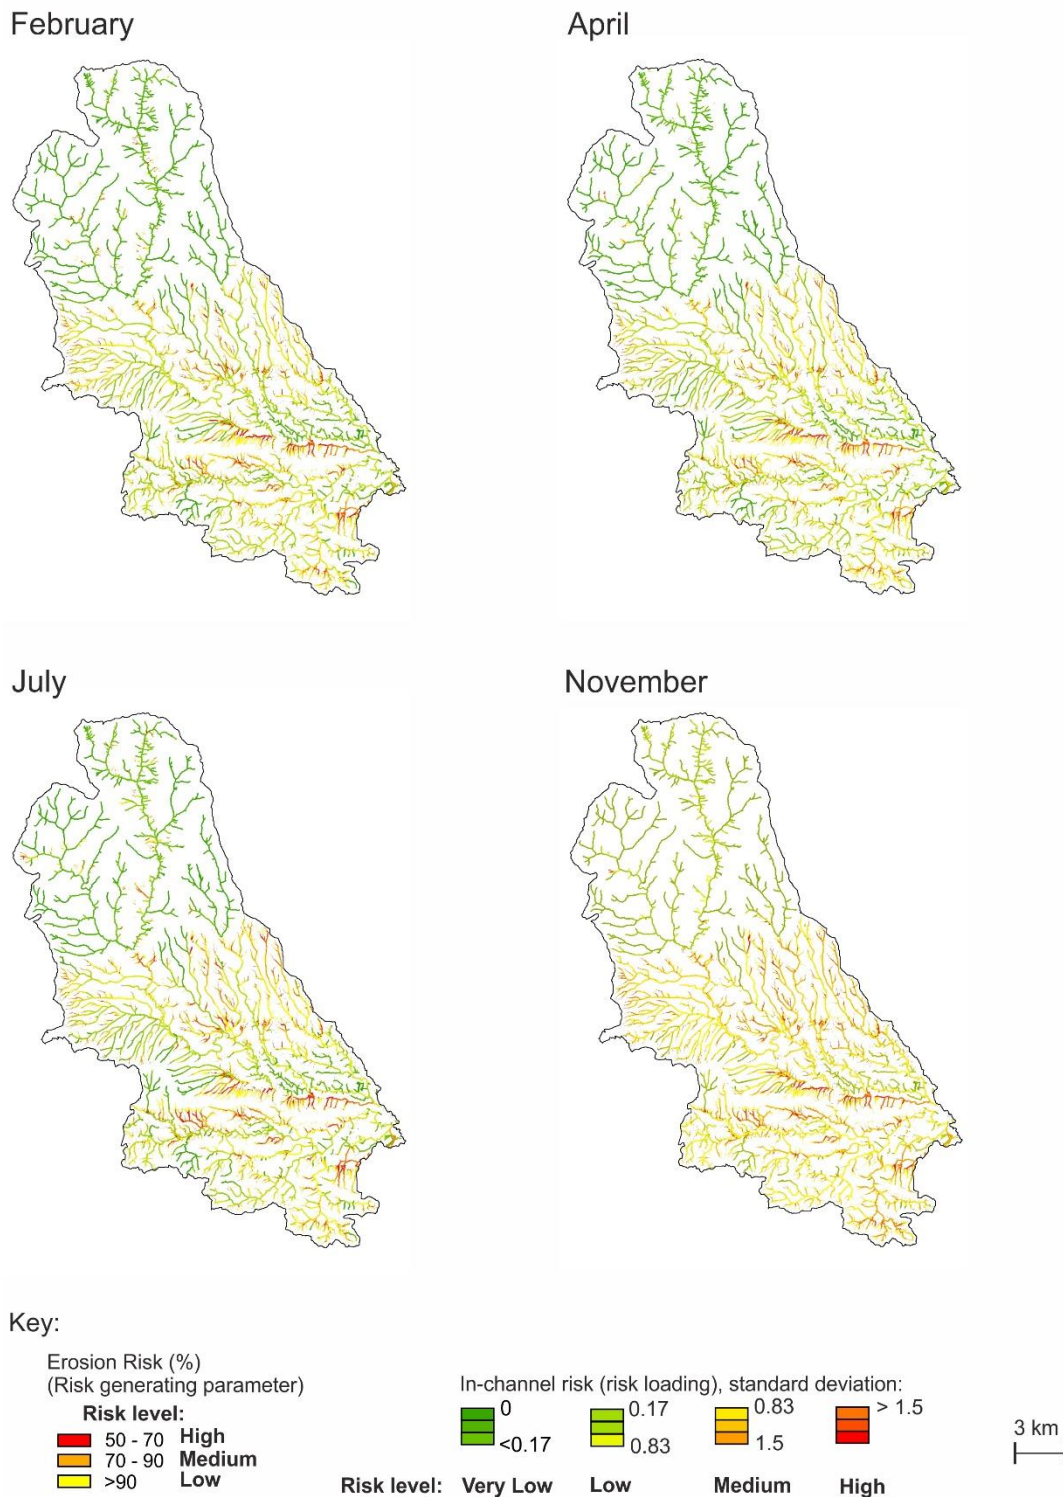 February
April
July
November
Key:
Erosion Risk (%)
(Risk generating parameter)
Risk level:
50 - 70 High
70 - 90 Medium
>90 Low
In-channel risk (risk loading), standard deviation:
0
<0.17
0.17
0.83
0.83
1.5
> 1.5
Risk level: Very Low Low Medium High
3 km